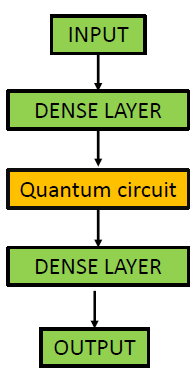 INPUT
DENSE LAYER
Quantum circuit
DENSE LAYER
OUTPUT